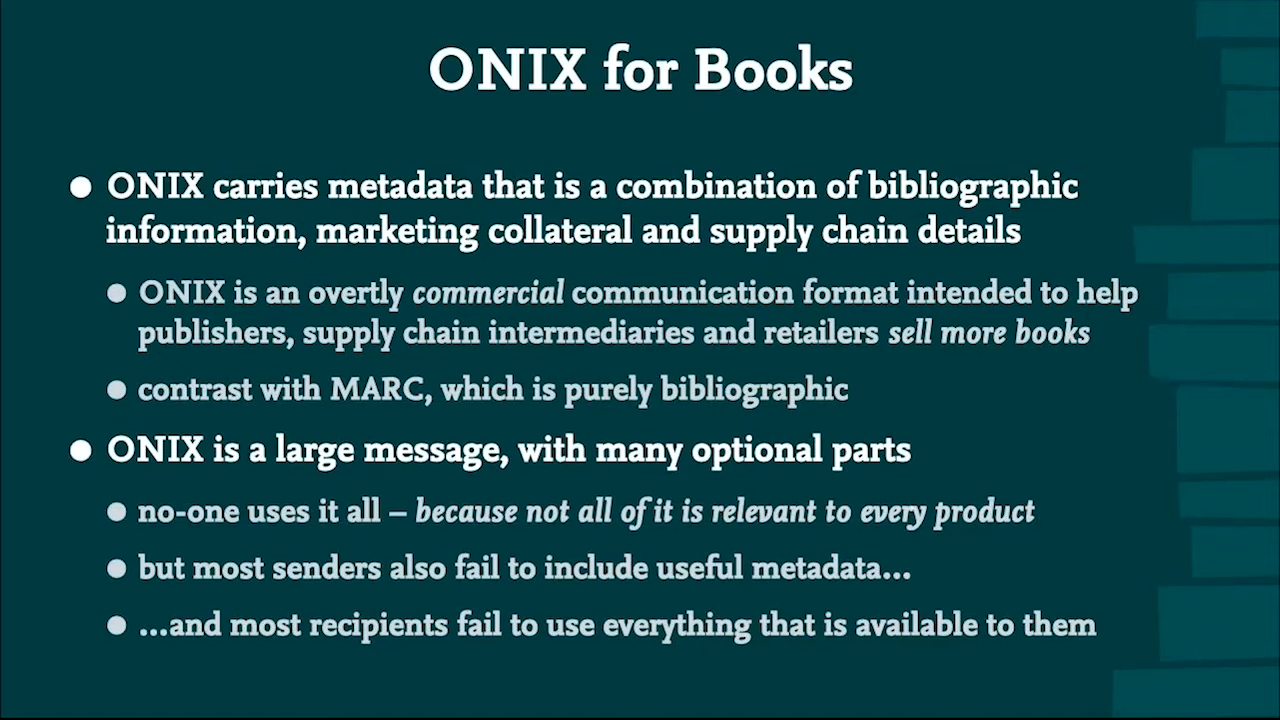 ONIX for Books
● ONIX carries metadata that is a combination of bibliographic
information, marketing collateral and supply chain details
● ONIX is an overtly commercial communication format intended to help
publishers, supply chain intermediaries and retailers sell more books
● contrast with MARC, which is purely bibliographic
● ONIX is a large message, with many optional parts
● no-one uses it all – because not all of it is relevant to every product
● but most senders also fail to include useful metadata...
● ...and most recipients fail to use everything that is available to them